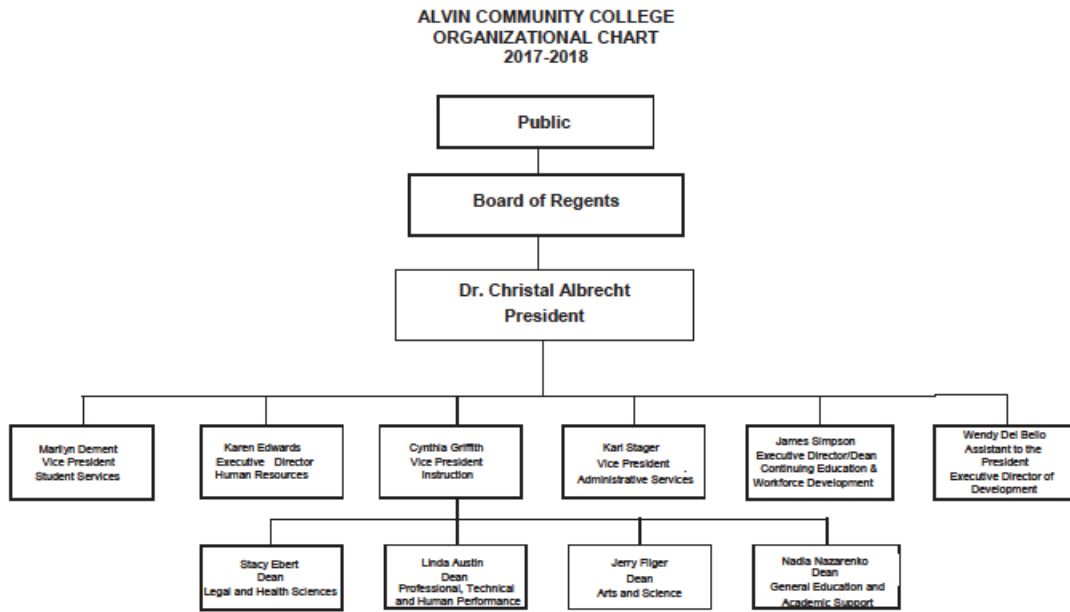 ALVIN COMMUNITY COLLEGE
ORGANIZATIONAL CHART
2017-2018
Public
Board of Regents
Dr. Christal Albrecht
President
Marilyn Dement
Vice President
Student Services
Karen Edwards
Executive Director
Human Resources
Cynthia Griffith
Vice President
Instruction
Karl Stager
Vice President
Administrative Services
James Simpson
Executive Director/Dean
Continuing Education &
Workforce Development
Wendy Del Bello
Assistant to the
President
Executive Director of
Development
Stacy Ebert
Dean
Legal and Health Sciences
Linda Austin
Dean
Professional, Technical
and Human Performance
Jerry Fliger
Dean
Arts and Science
Nadia Nazarenko
Dean
General Education and
Academic Support